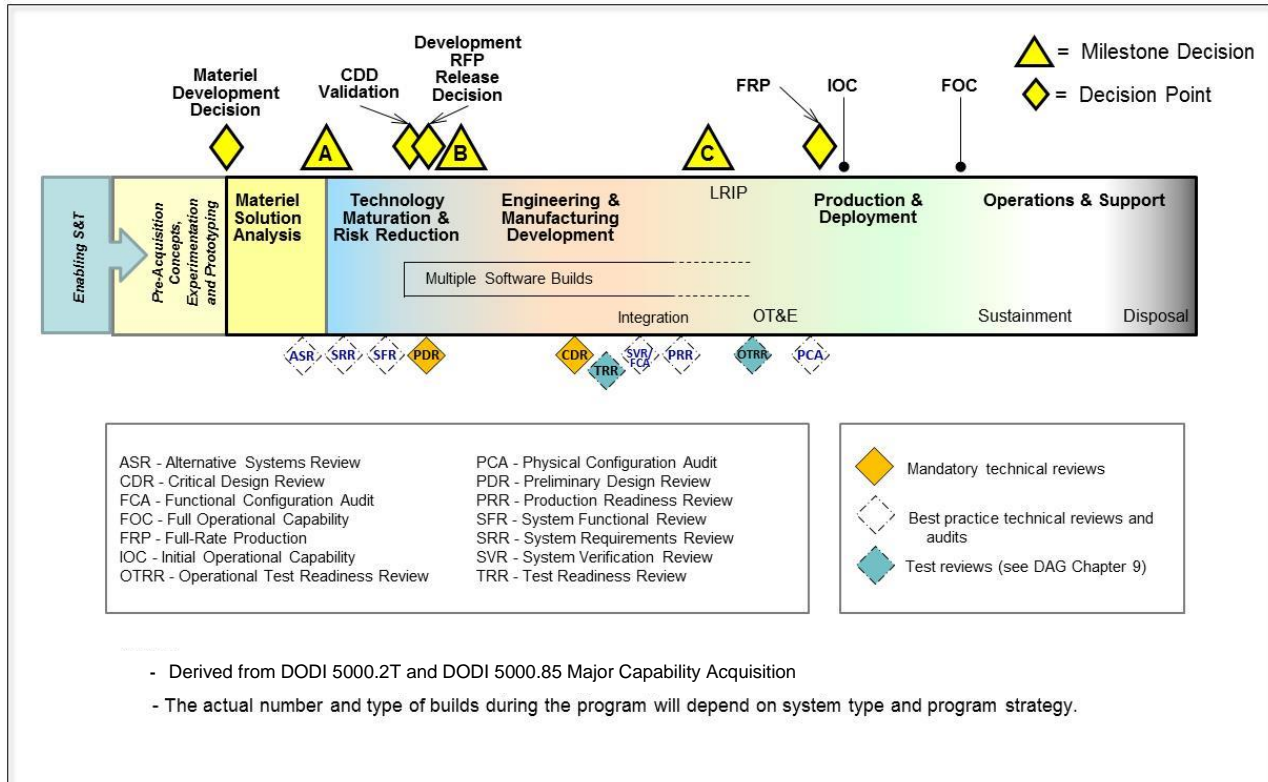 Materiel
Development
Decision
CDD
Validation
Development
RFP
Release
Decision
FRP
IOC
FOC
= Milestone Decision
= Decision Point
A
B
C
Enabling S&T
Pre-Acquisition
Concepts,
Experimentation
and Prototyping
Materiel
Solution
Analysis
Technology
Maturation &
Risk Reduction
Engineering &
Manufacturing
Development
LRIP
Production &
Deployment
Operations & Support
Multiple Software Builds
Integration
OT&E
Sustainment
Disposal
ASR
SRR
SFR
PDR
CDR
TRR
SVR/
FCA
PRR
OTRR
PCA
ASR - Alternative Systems Review
CDR - Critical Design Review
FCA - Functional Configuration Audit
FOC - Full Operational Capability
FRP - Full-Rate Production
IOC - Initial Operational Capability
OTRR - Operational Test Readiness Review
PCA - Physical Configuration Audit
PDR - Preliminary Design Review
PRR - Production Readiness Review
SFR - System Functional Review
SRR - System Requirements Review
SVR - System Verification Review
TRR - Test Readiness Review
Mandatory technical reviews
Best practice technical reviews and
audits
Test reviews (see DAG Chapter 9)
- Derived from DODI 5000.2T and DODI 5000.85 Major Capability Acquisition
- The actual number and type of builds during the program will depend on system type and program strategy.